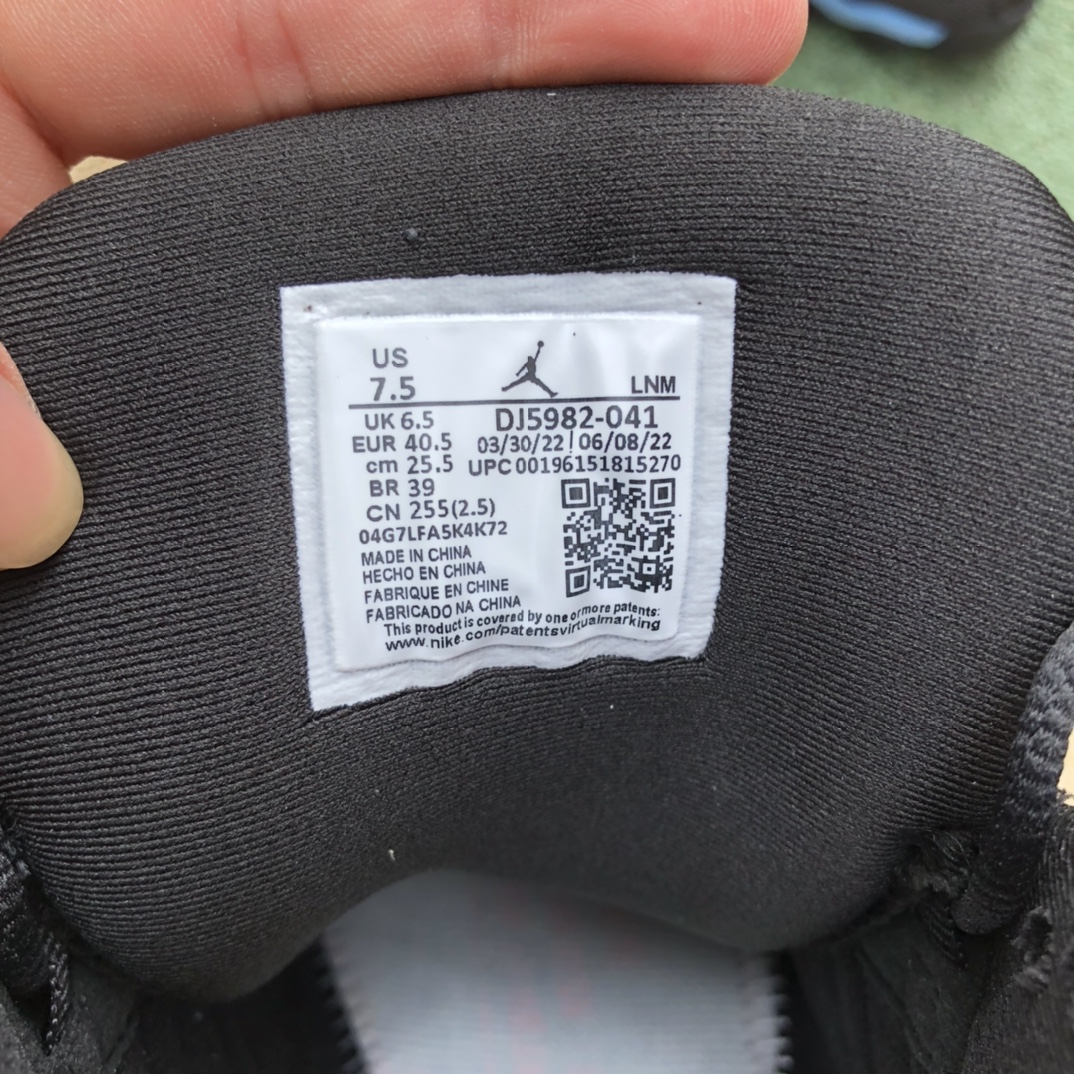 US
7.5
LNM
UK 6.5
DJ5982-041
EUR 40.5
03/30/22 | 06/08/22
cm 25.5
UPC 00196151815270
BR 39
CN 255(2.5)
04G7LFA5K4K72
MADE IN CHINA
HECHO EN CHINA
FABRIQUE EN CHINE
FABRICADO NA CHINA
This product is covered by one or more patents:
www.nike.com/patentsvirtualmarking